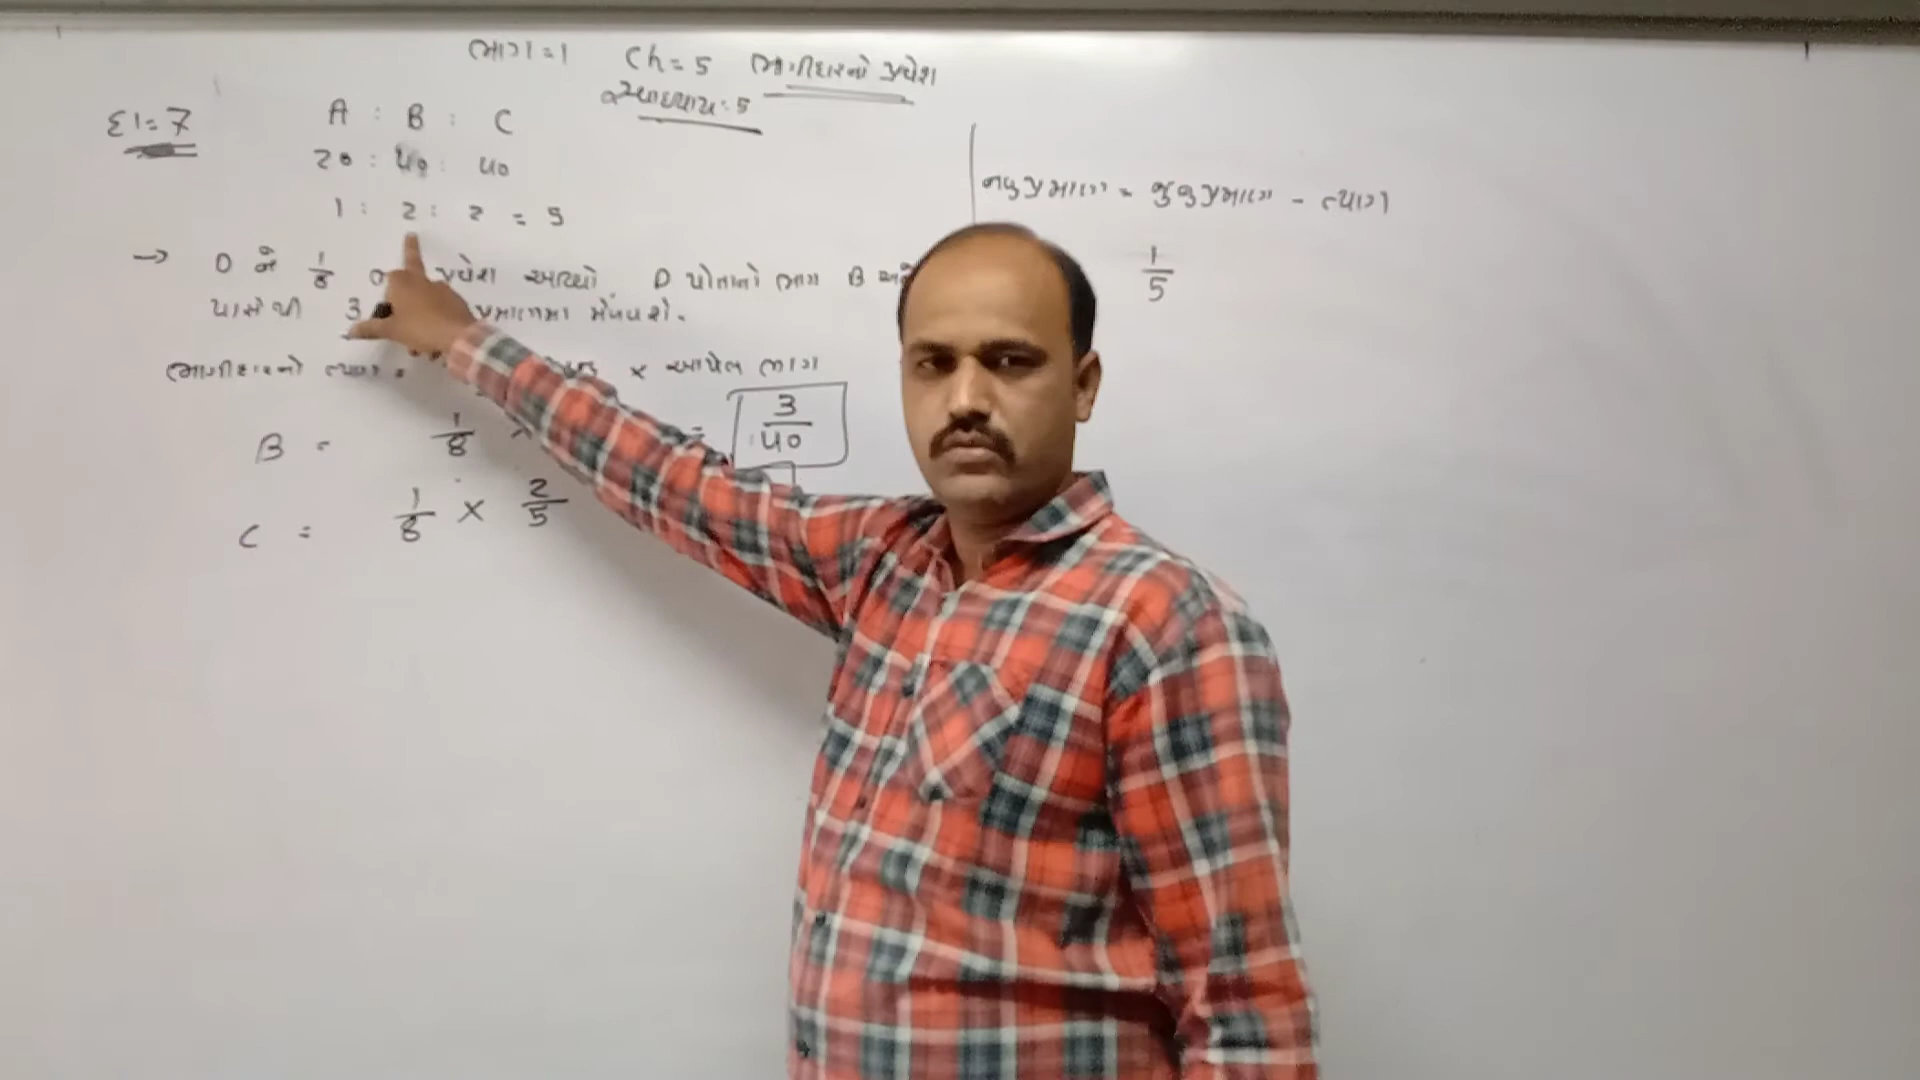 ભાગ = 1 Ch = 5 ભાગીદારનો પ્રવેશ
સ્વાધ્યાય : 5
દા = 7
A : B : C
20 : 40 : 40
1 : 2 : 2 = 5
→ D ને 1/8 પ્રવેશ આપ્યો. D પોતાનો ભાગ B
પાસેથી 3 પ્રમાણમાં મેળવશે.
ભાગીદારનો ત્યાગ = × આપેલ ભાગ
B = 1/8 × = 3/40
C = 1/8 × 2/5
નવુ પ્રમાણ = જુનુ પ્રમાણ - ત્યાગ
1/5